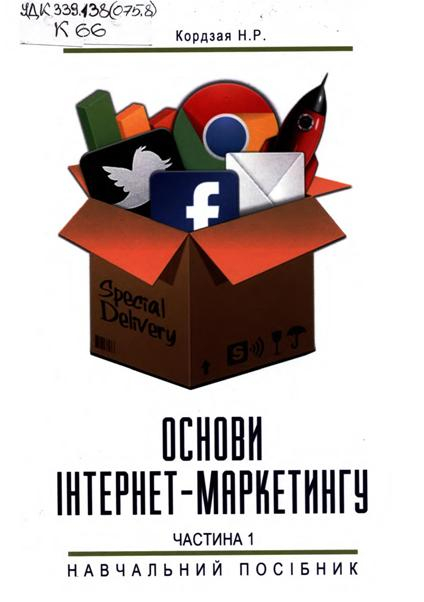 УДК 339.138(075.8)
К 66
Кордзая Н.Р.
Special
Delivery
S
ОСНОВИ
ІНТЕРНЕТ-МАРКЕТИНГУ
ЧАСТИНА 1
НАВЧАЛЬНИЙ ПОСІБНИК